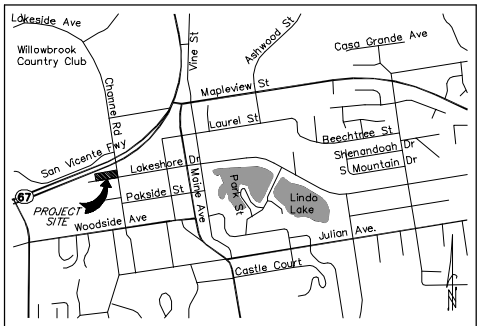 Lakeside Ave
Willowbrook
Country Club
Channel Rd
Vine St
Ashwood St
Casa Grande Ave
Mapleview St
Laurel St
Beechtree St
Shenandoah Dr
S Mountain Dr
San Vicente Fwy
Lakeshore Dr
67
PROJECT
SITE
Pakside St
Maine Ave
Park St
Lindo
Lake
Woodside Ave
Julian Ave.
Castle Court
N